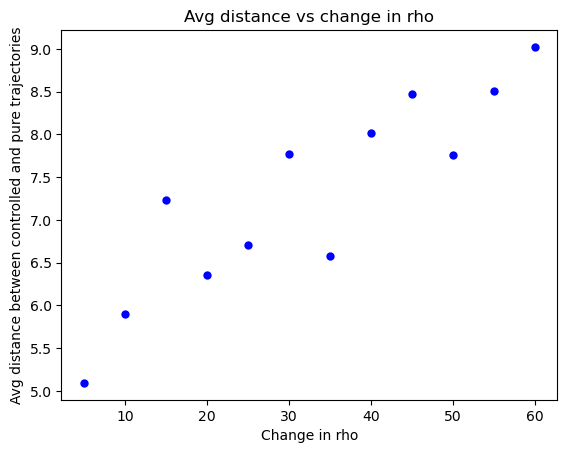 Avg distance vs change in rho
Avg distance between controlled and pure trajectories
9.0
8.5
8.0
7.5
7.0
6.5
6.0
5.5
5.0
10 20 30 40 50 60
Change in rho